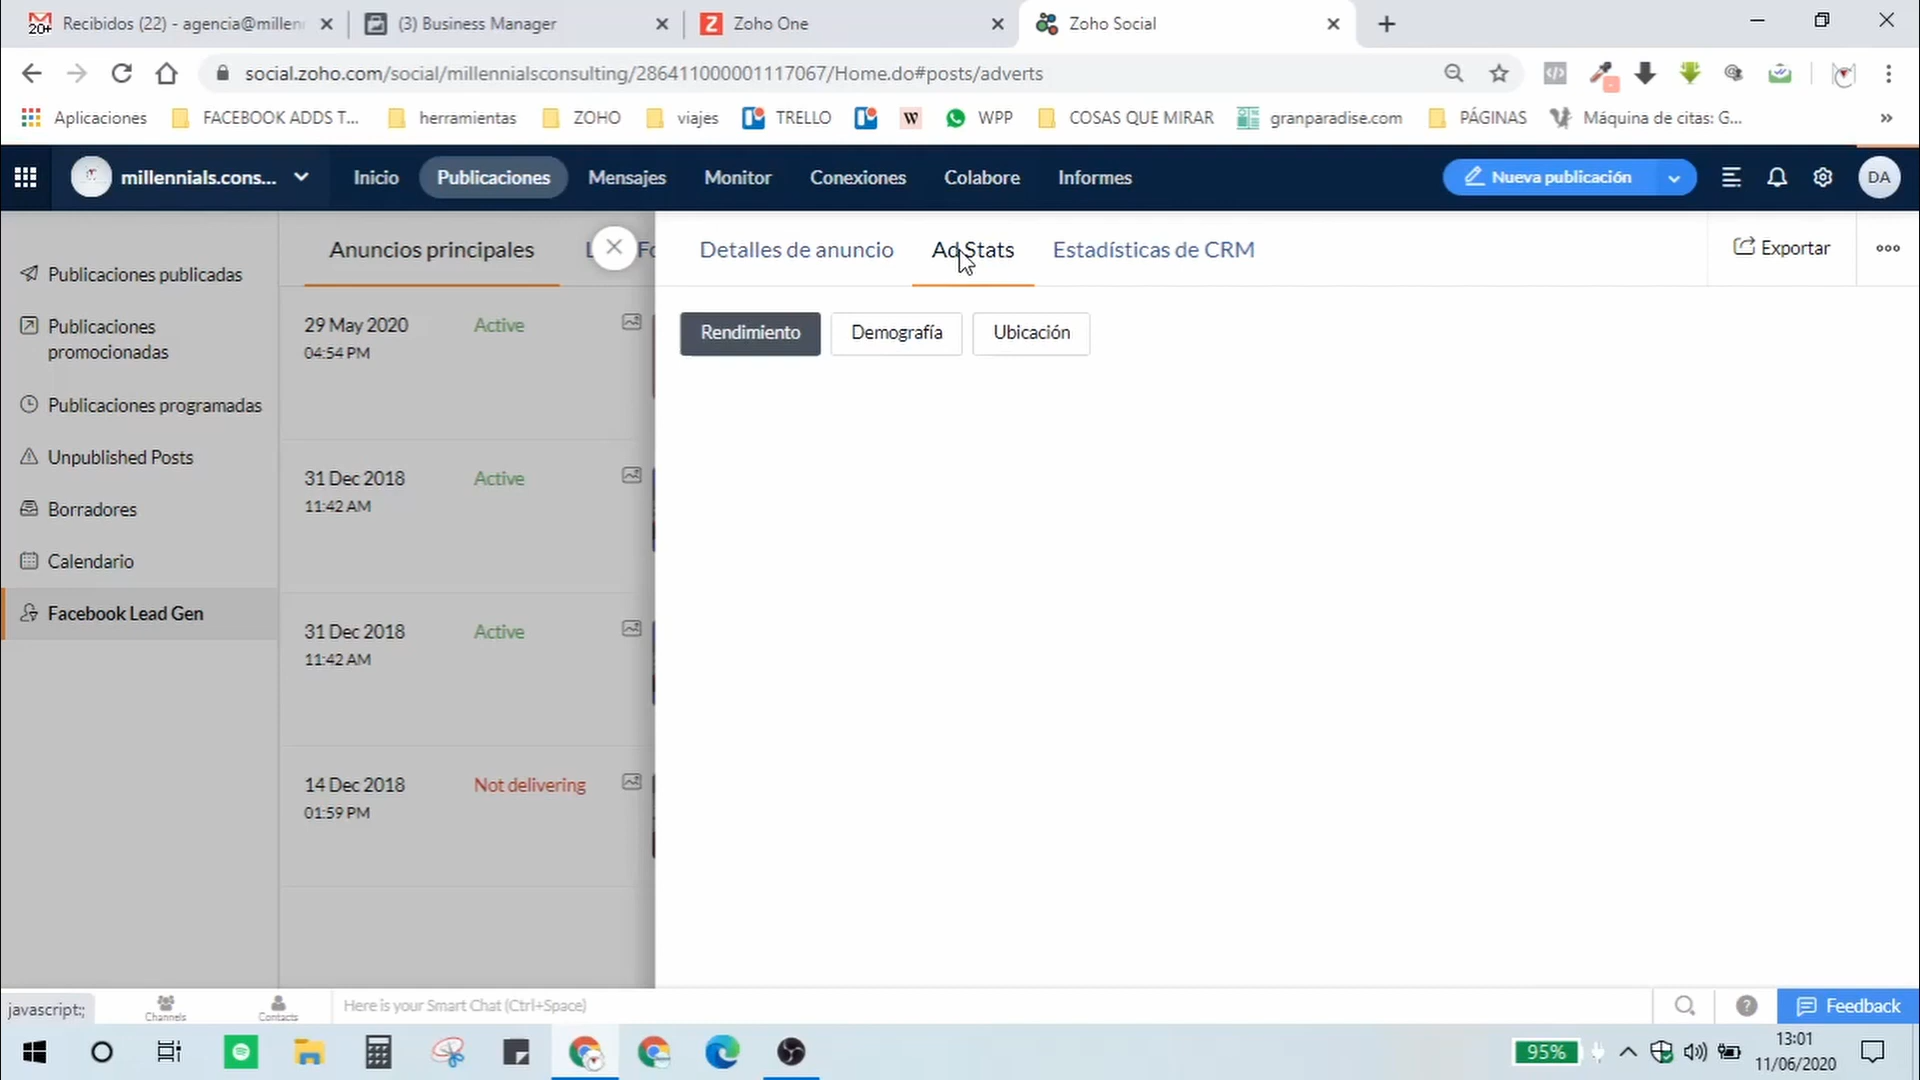 Recibidos (22) - agencia@millen
(3) Business Manager
Zoho One
Zoho Social
social.zoho.com/social/millennialsconsulting/286411000001117067/Home.do#posts/adverts
Aplicaciones
FACEBOOK ADDS T...
herramientas
ZOHO
viajes
TRELLO
WPP
COSAS QUE MIRAR
granparadise.com
PÁGINAS
Máquina de citas: G...
millennials.cons...
Inicio
Publicaciones
Mensajes
Monitor
Conexiones
Colabore
Informes
Nueva publicación
DA
Publicaciones publicadas
Publicaciones
promocionadas
Publicaciones programadas
Unpublished Posts
Borradores
Calendario
Facebook Lead Gen
Anuncios principales
29 May 2020 Active
04:54 PM
31 Dec 2018 Active
11:42 AM
31 Dec 2018 Active
11:42 AM
14 Dec 2018 Not delivering
01:59 PM
Detalles de anuncio
Ad Stats
Estadísticas de CRM
Exportar
Rendimiento
Demografía
Ubicación
javascript:;
Channels
Contacts
Here is your Smart Chat (Ctrl+Space)
Feedback
95%
13:01
11/06/2020